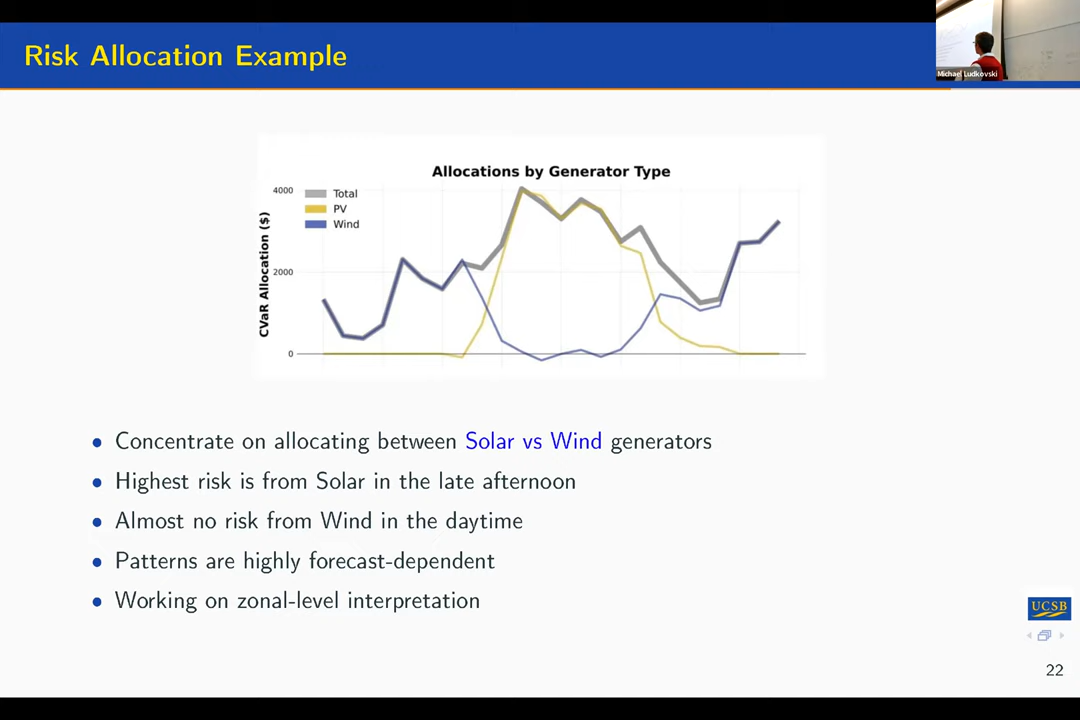 Risk Allocation Example
Michael Ludkovski
Allocations by Generator Type
4000
2000
0
CVaR Allocation ($)
Total
PV
Wind
• Concentrate on allocating between Solar vs Wind generators
• Highest risk is from Solar in the late afternoon
• Almost no risk from Wind in the daytime
• Patterns are highly forecast-dependent
• Working on zonal-level interpretation
UCSB
22